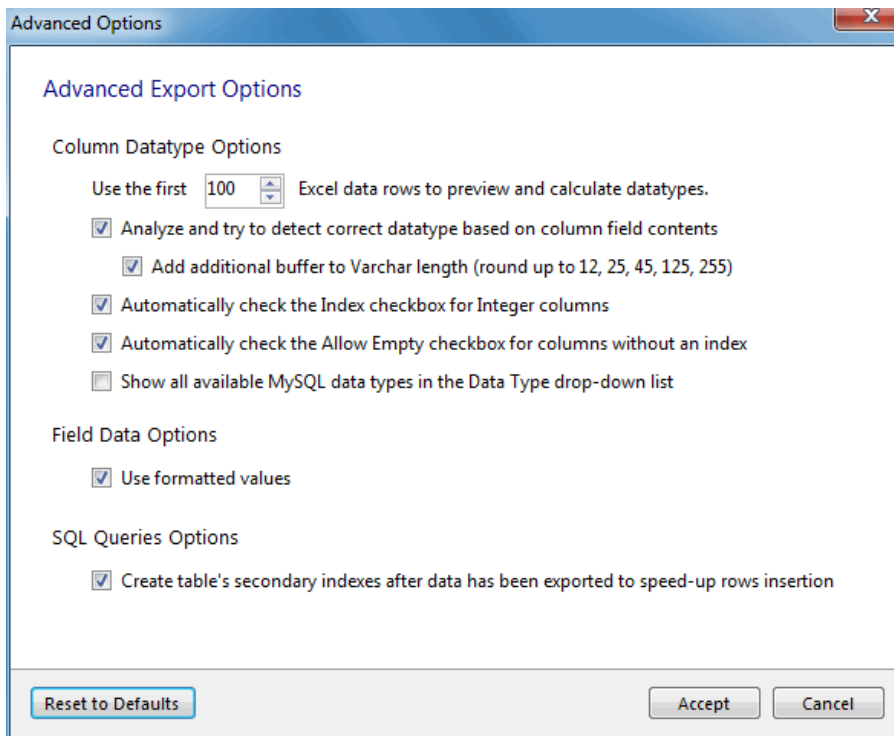 Advanced Options
x
Advanced Export Options
Column Datatype Options
Use the first 100 Excel data rows to preview and calculate datatypes.
Analyze and try to detect correct datatype based on column field contents
Add additional buffer to Varchar length (round up to 12, 25, 45, 125, 255)
Automatically check the Index checkbox for Integer columns
Automatically check the Allow Empty checkbox for columns without an index
Show all available MySQL data types in the Data Type drop-down list
Field Data Options
Use formatted values
SQL Queries Options
Create table's secondary indexes after data has been exported to speed-up rows insertion
Reset to Defaults Accept Cancel